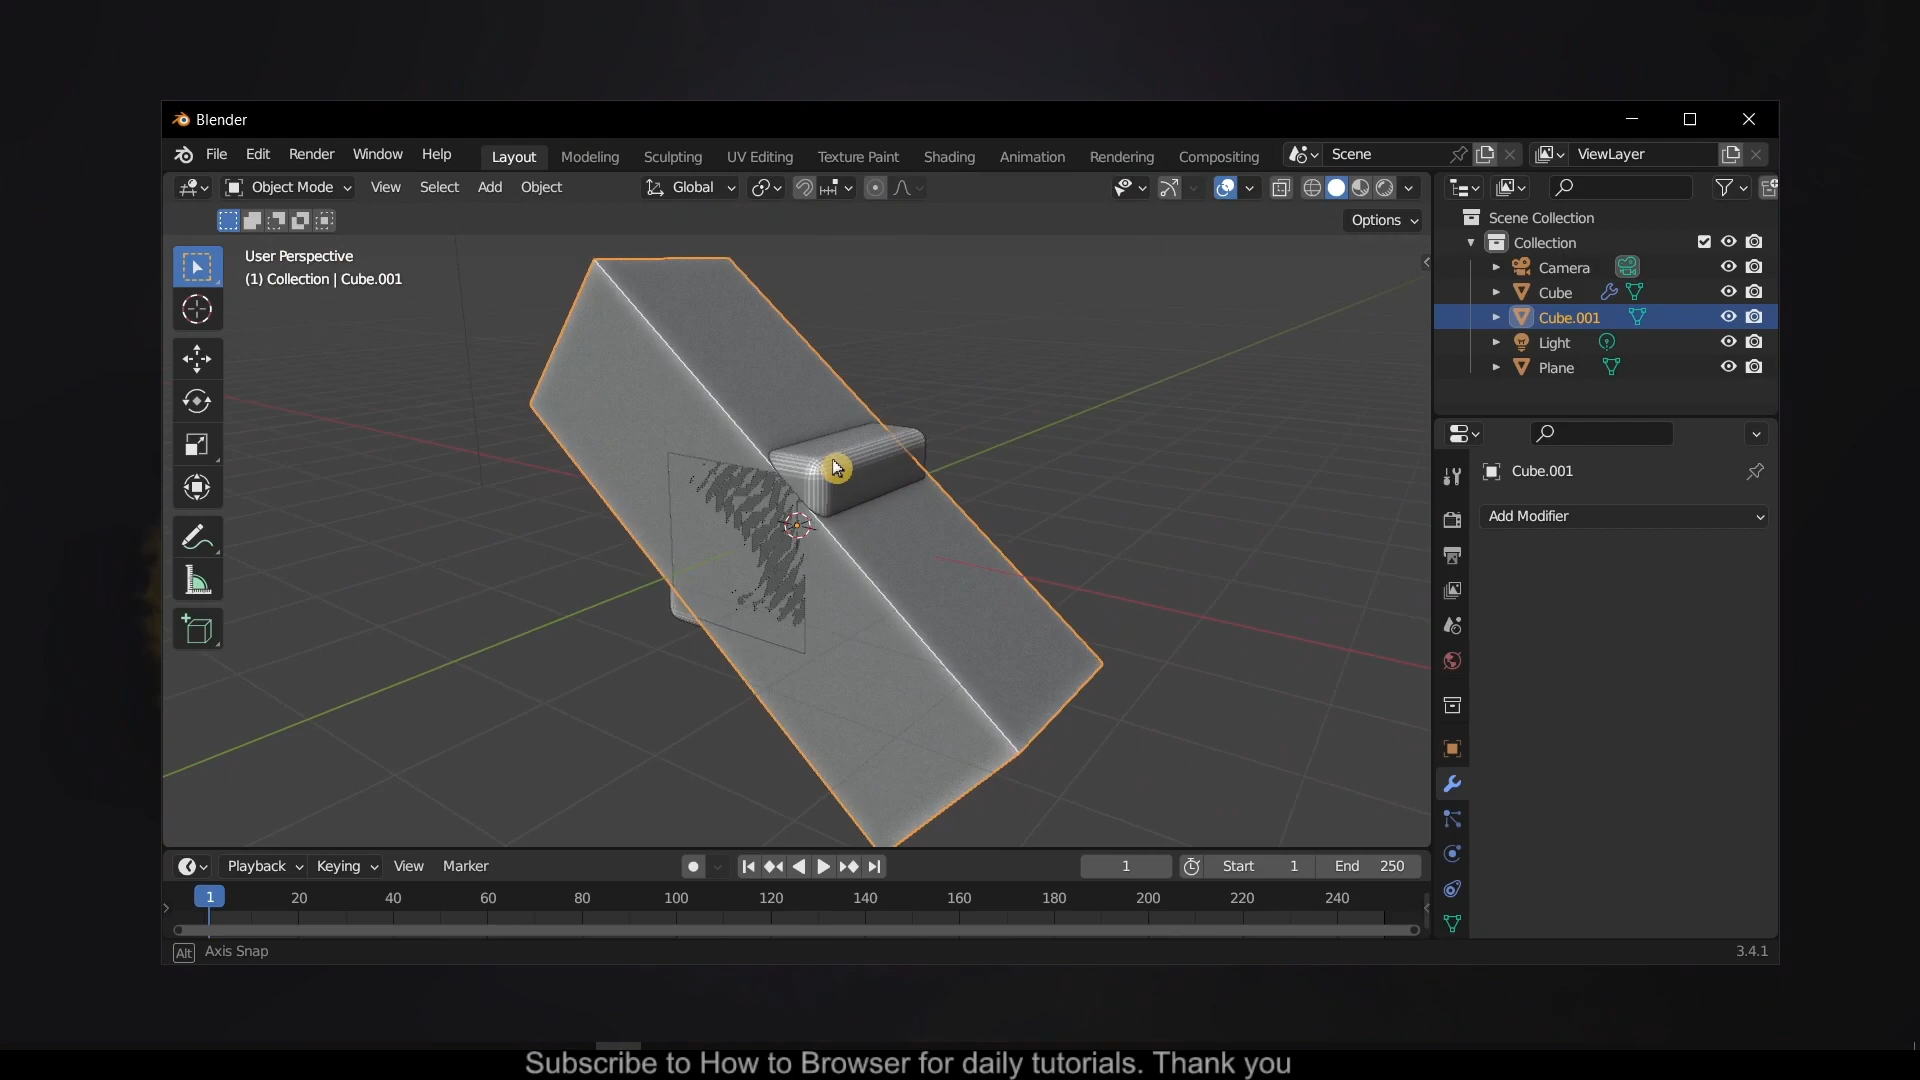 Blender
File Edit Render Window Help Layout Modeling Sculpting UV Editing Texture Paint Shading Animation Rendering Compositing Scene ViewLayer
Object Mode View Select Add Object Global
Options
User Perspective
(1) Collection | Cube.001
Scene Collection
Collection
Camera
Cube
Cube.001
Light
Plane
Cube.001
Add Modifier
Playback Keying View Marker 1 Start 1 End 250
1 20 40 60 80 100 120 140 160 180 200 220 240
Alt Axis Snap 3.4.1
Subscribe to How to Browser for daily tutorials. Thank you